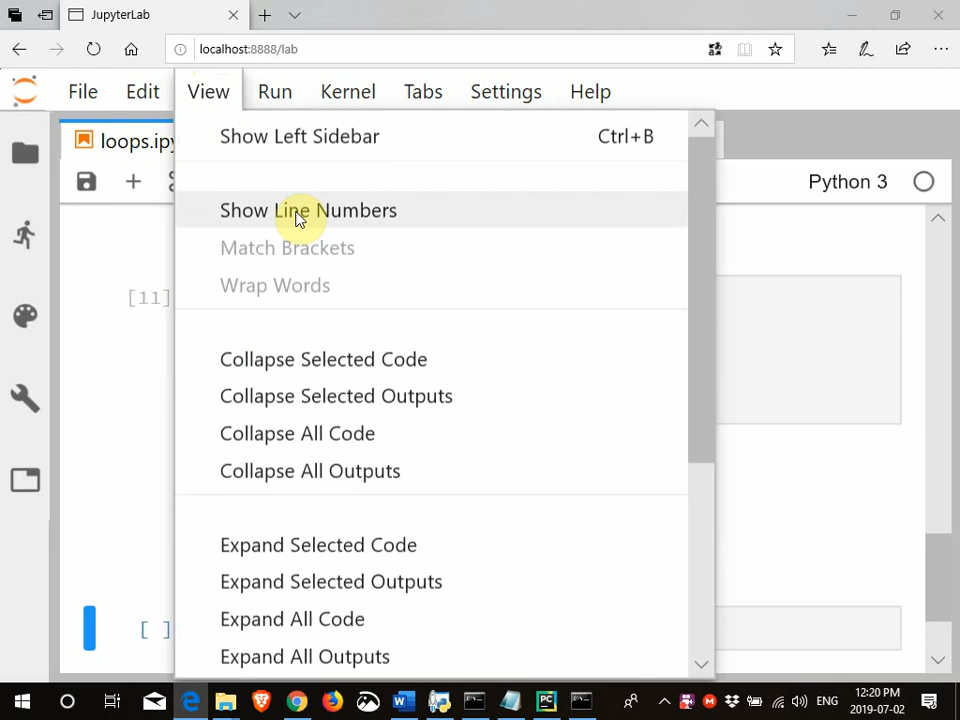 JupyterLab
localhost:8888/lab
File Edit View Run Kernel Tabs Settings Help
loops.ipy
Show Left Sidebar Ctrl+B
Python 3
Show Line Numbers
Match Brackets
Wrap Words
[11]
Collapse Selected Code
Collapse Selected Outputs
Collapse All Code
Collapse All Outputs
Expand Selected Code
Expand Selected Outputs
Expand All Code
[ ]
Expand All Outputs
ENG
12:20 PM
2019-07-02